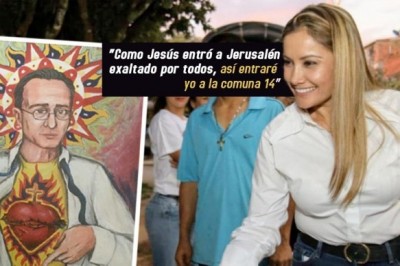 "Como Jesús entró a Jerusalén
exaltado por todos, así entraré
yo a la comuna 14"